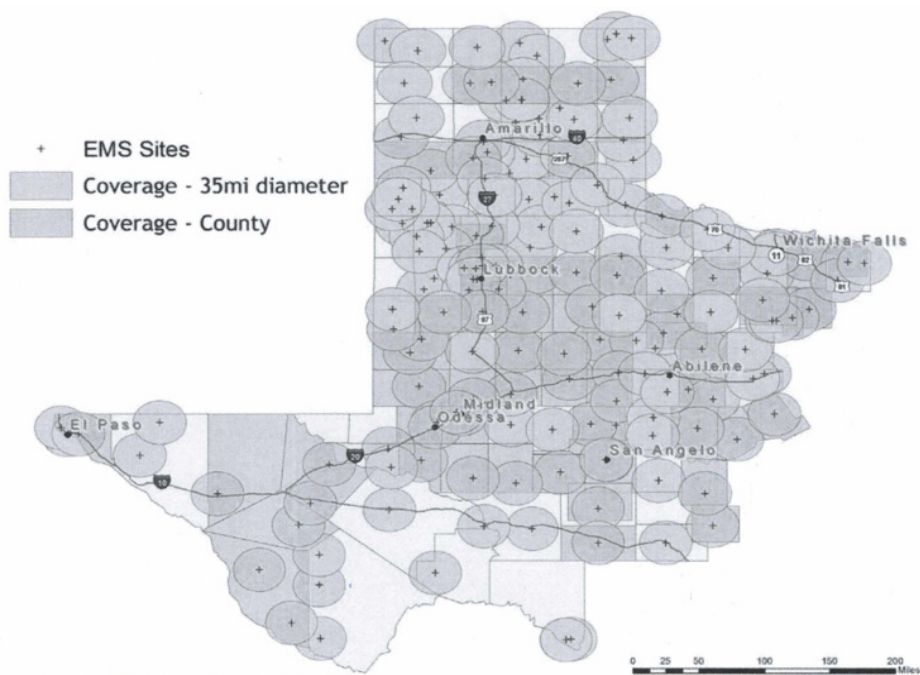 Amarillo
40
EMS Sites
287
Coverage - 35mi diameter
27
Coverage - County
70
Wichita Falls
11
82
Lubbock
81
87
Abilene
Midland
Odessa
El Paso
San Angelo
20
10
0 25 50 100 150 200
Miles